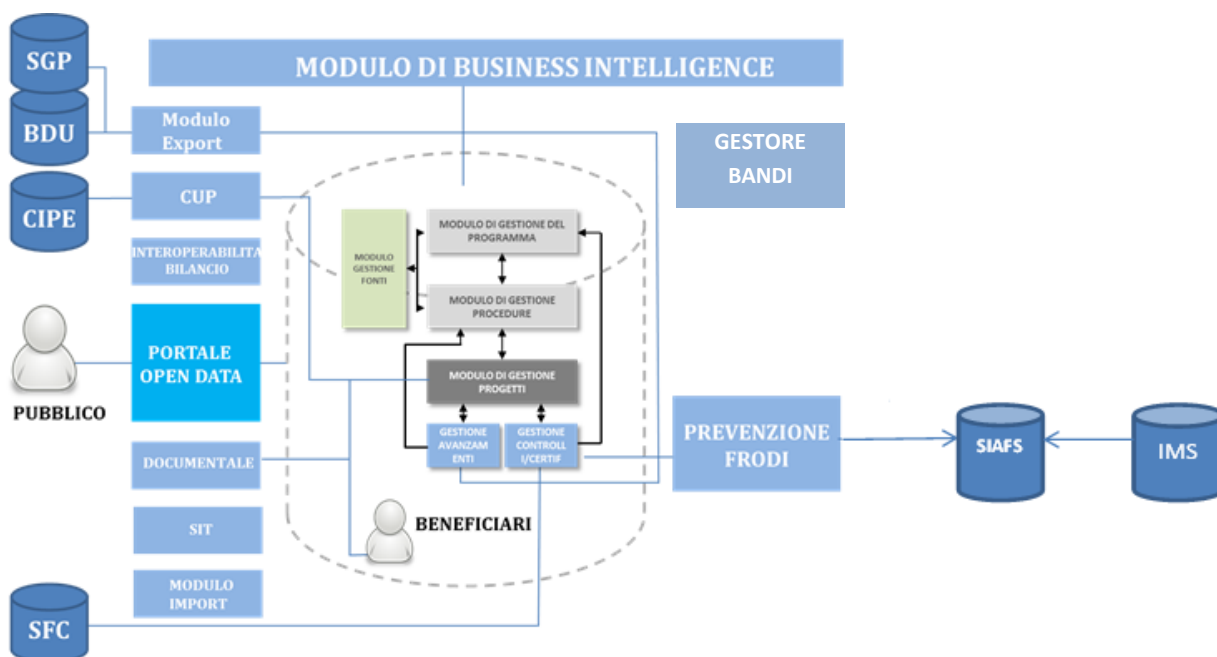 SGP
MODULO DI BUSINESS INTELLIGENCE
BDU
Modulo
Export
GESTORE
BANDI
CIPE
CUP
INTEROPERABILITA
BILANCIO
MODULO
GESTIONE
FONTI
MODULO DI GESTIONE DEL
PROGRAMMA
MODULO DI GESTIONE
PROCEDURE
PUBBLICO
PORTALE
OPEN DATA
MODULO DI GESTIONE
PROGETTI
GESTIONE
AVANZAM
ENTI
GESTIONE
CONTROLL
I/CERTIF
PREVENZIONE
FRODI
SIAFS
IMS
DOCUMENTALE
BENEFICIARI
SIT
MODULO
IMPORT
SFC